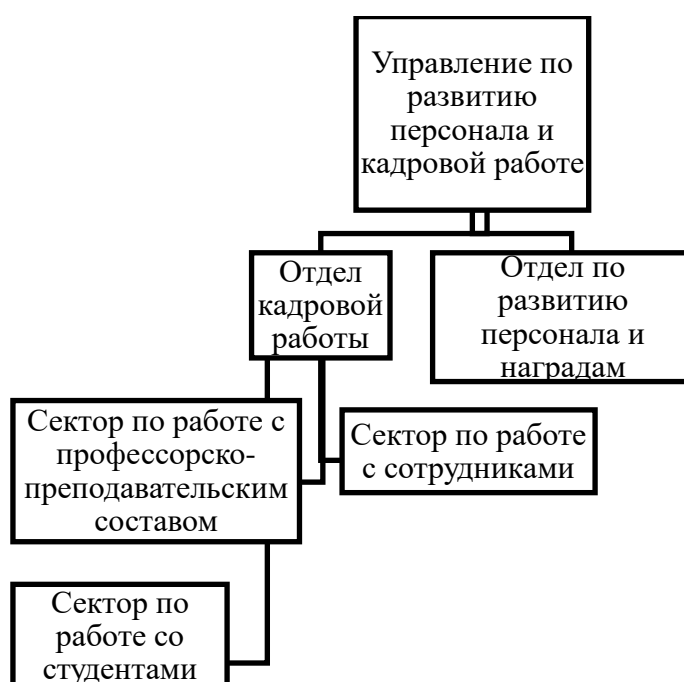 Управление по
развитию
персонала и
кадровой работе
Отдел
кадровой
работы
Отдел по
развитию
персонала и
наградам
Сектор по работе с
профессорско-
преподавательским
составом
Сектор по работе
с сотрудниками
Сектор по
работе со
студентами